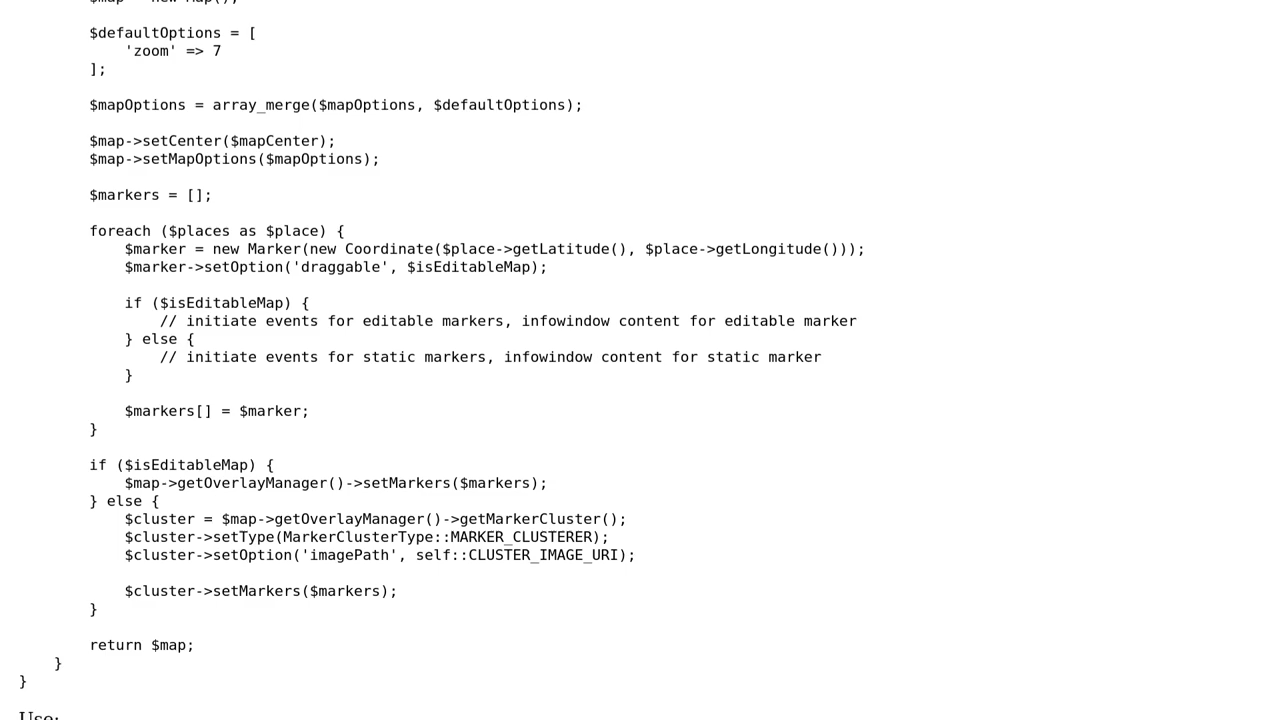 $map = new Map();
$defaultOptions = [
'zoom' => 7
];
$mapOptions = array_merge($mapOptions, $defaultOptions);
$map->setCenter($mapCenter);
$map->setMapOptions($mapOptions);
$markers = [];
foreach ($places as $place) {
$marker = new Marker(new Coordinate($place->getLatitude(), $place->getLongitude()));
$marker->setOption('draggable', $isEditableMap);
if ($isEditableMap) {
// initiate events for editable markers, infowindow content for editable marker
} else {
// initiate events for static markers, infowindow content for static marker
}
$markers[] = $marker;
}
if ($isEditableMap) {
$map->getOverlayManager()->setMarkers($markers);
} else {
$cluster = $map->getOverlayManager()->getMarkerCluster();
$cluster->setType(MarkerClusterType::MARKER_CLUSTERER);
$cluster->setOption('imagePath', self::CLUSTER_IMAGE_URI);
$cluster->setMarkers($markers);
}
return $map;
}
}
Use: